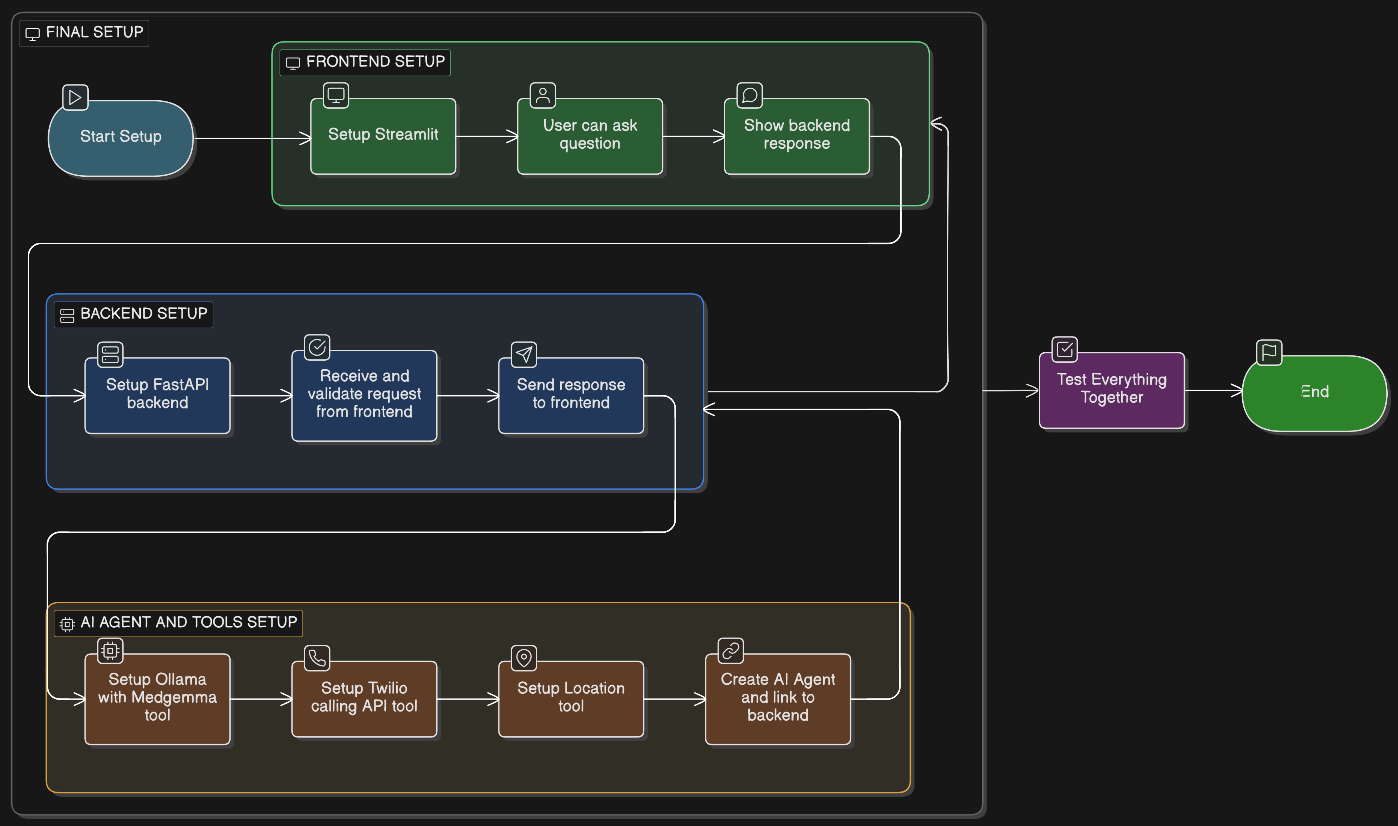 FINAL SETUP
FRONTEND SETUP
Start Setup
Setup Streamlit
User can ask
question
Show backend
response
BACKEND SETUP
Setup FastAPI
backend
Receive and
validate request
from frontend
Send response
to frontend
Test Everything
Together
End
AI AGENT AND TOOLS SETUP
Setup Ollama
with Medgemma
tool
Setup Twilio
calling API tool
Setup Location
tool
Create AI Agent
and link to
backend